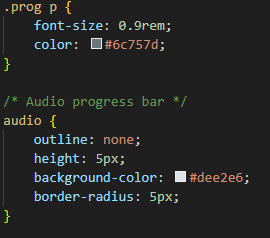 .prog p {
    font-size: 0.9rem;
    color: #6c757d;
}

/* Audio progress bar */
audio {
    outline: none;
    height: 5px;
    background-color: #dee2e6;
    border-radius: 5px;
}